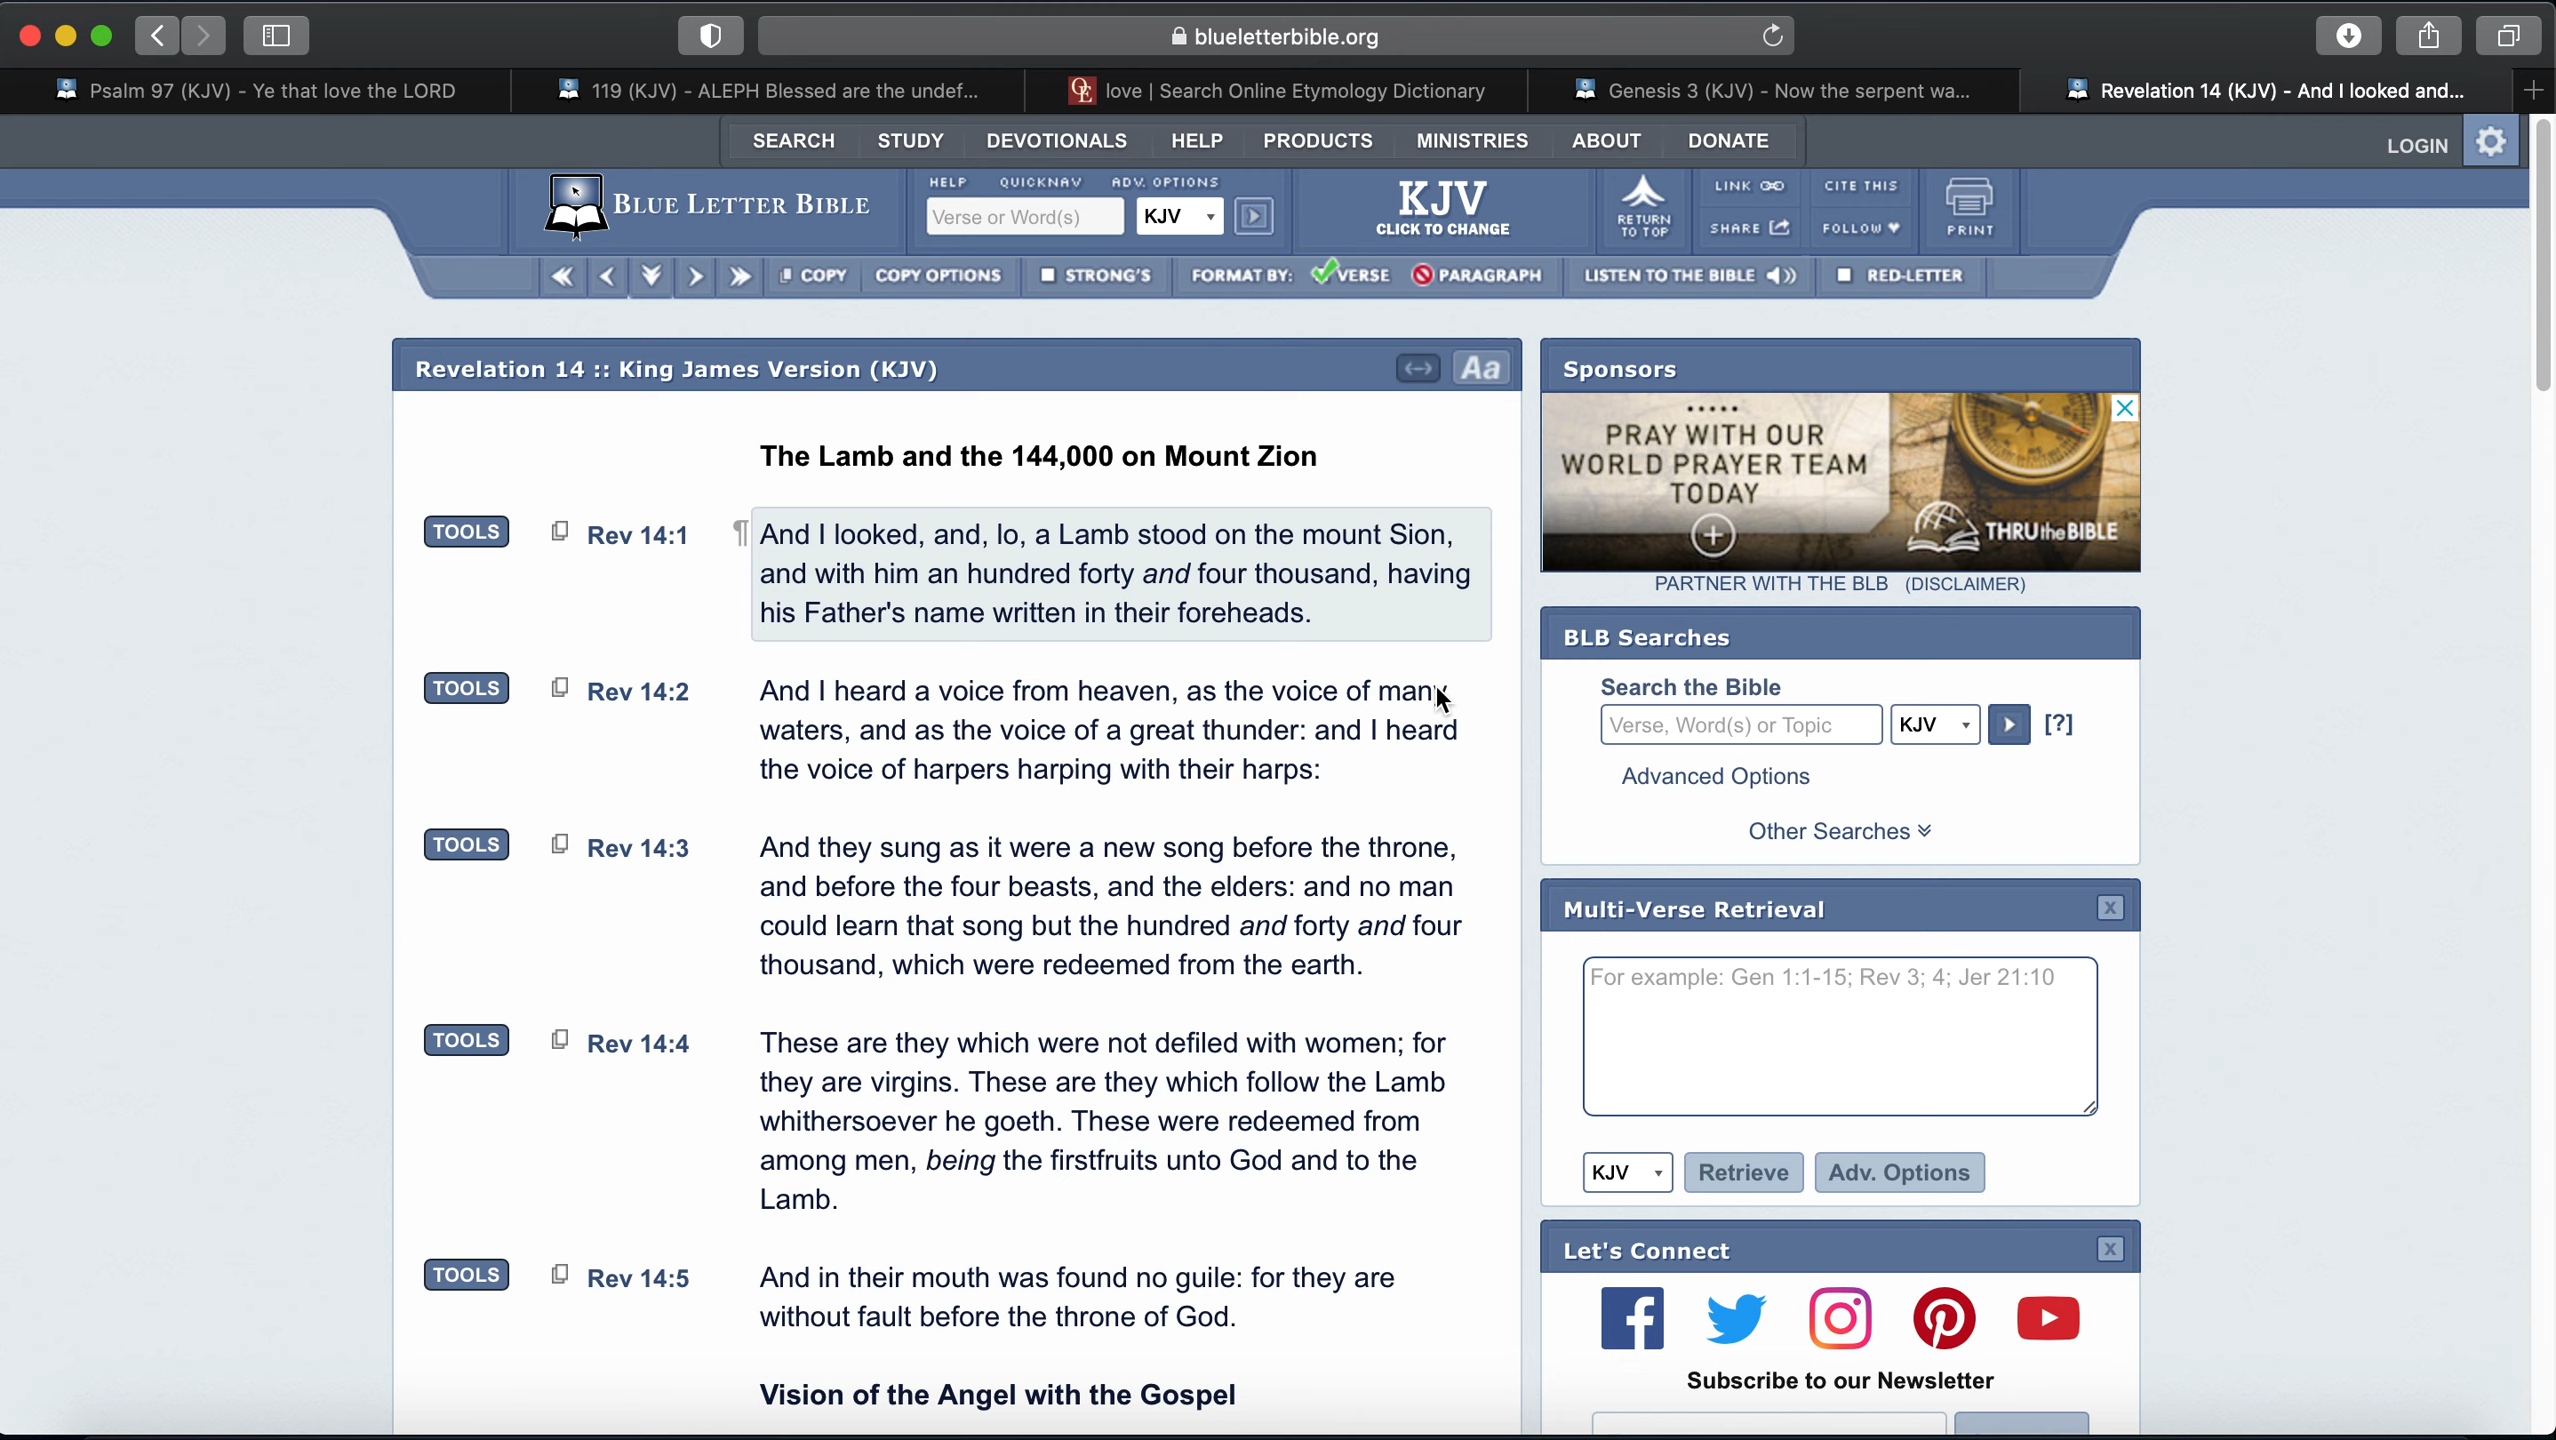 blueletterbible.org
Psalm 97 (KJV) - Ye that love the LORD
119 (KJV) - ALEPH Blessed are the undef...
love | Search Online Etymology Dictionary
Genesis 3 (KJV) - Now the serpent wa...
Revelation 14 (KJV) - And I looked and...
SEARCH STUDY DEVOTIONALS HELP PRODUCTS MINISTRIES ABOUT DONATE
LOGIN
BLUE LETTER BIBLE
HELP QUICKNAV ADV. OPTIONS
Verse or Word(s)
KJV
KJV
CLICK TO CHANGE
RETURN
TO TOP
LINK
CITE THIS
SHARE
FOLLOW
PRINT
COPY COPY OPTIONS STRONG'S FORMAT BY: VERSE PARAGRAPH LISTEN TO THE BIBLE RED-LETTER
Revelation 14 :: King James Version (KJV)
Aa
The Lamb and the 144,000 on Mount Zion
TOOLS Rev 14:1 ¶ And I looked, and, lo, a Lamb stood on the mount Sion,
and with him an hundred forty and four thousand, having
his Father's name written in their foreheads.
TOOLS Rev 14:2 And I heard a voice from heaven, as the voice of many
waters, and as the voice of a great thunder: and I heard
the voice of harpers harping with their harps:
TOOLS Rev 14:3 And they sung as it were a new song before the throne,
and before the four beasts, and the elders: and no man
could learn that song but the hundred and forty and four
thousand, which were redeemed from the earth.
TOOLS Rev 14:4 These are they which were not defiled with women; for
they are virgins. These are they which follow the Lamb
whithersoever he goeth. These were redeemed from
among men, being the firstfruits unto God and to the
Lamb.
TOOLS Rev 14:5 And in their mouth was found no guile: for they are
without fault before the throne of God.
Vision of the Angel with the Gospel
Sponsors
PRAY WITH OUR
WORLD PRAYER TEAM
TODAY
THRU the BIBLE
PARTNER WITH THE BLB (DISCLAIMER)
BLB Searches
Search the Bible
Verse, Word(s) or Topic
KJV
[?]
Advanced Options
Other Searches
Multi-Verse Retrieval
X
For example: Gen 1:1-15; Rev 3; 4; Jer 21:10
KJV
Retrieve
Adv. Options
Let's Connect
X
Subscribe to our Newsletter